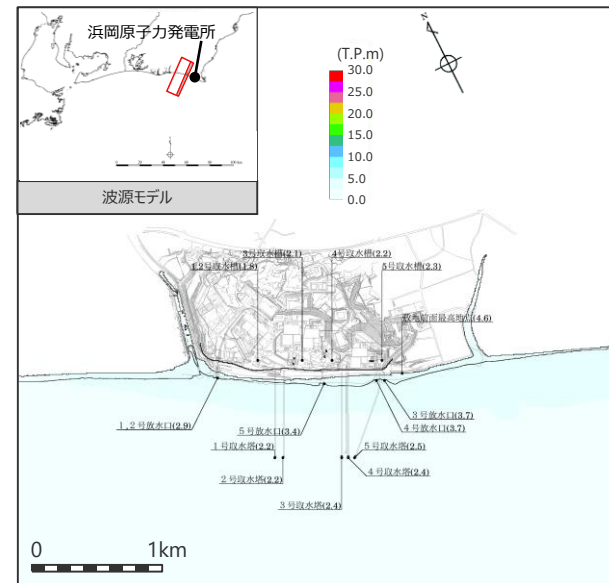 浜岡原子力発電所
波源モデル
(T.P.m)
30.0
25.0
20.0
15.0
10.0
5.0
0.0
N
3号取水槽(2.1)
4号取水槽(2.2)
1,2号取水槽(1.8)
5号取水槽(2.3)
敷地前面最高地点(4.6)
1,2号放水口(2.9)
5号放水口(3.4)
3号放水口(3.7)
4号放水口(3.7)
1号取水塔(2.2)
5号取水塔(2.5)
2号取水塔(2.2)
4号取水塔(2.4)
3号取水塔(2.4)
0 1km